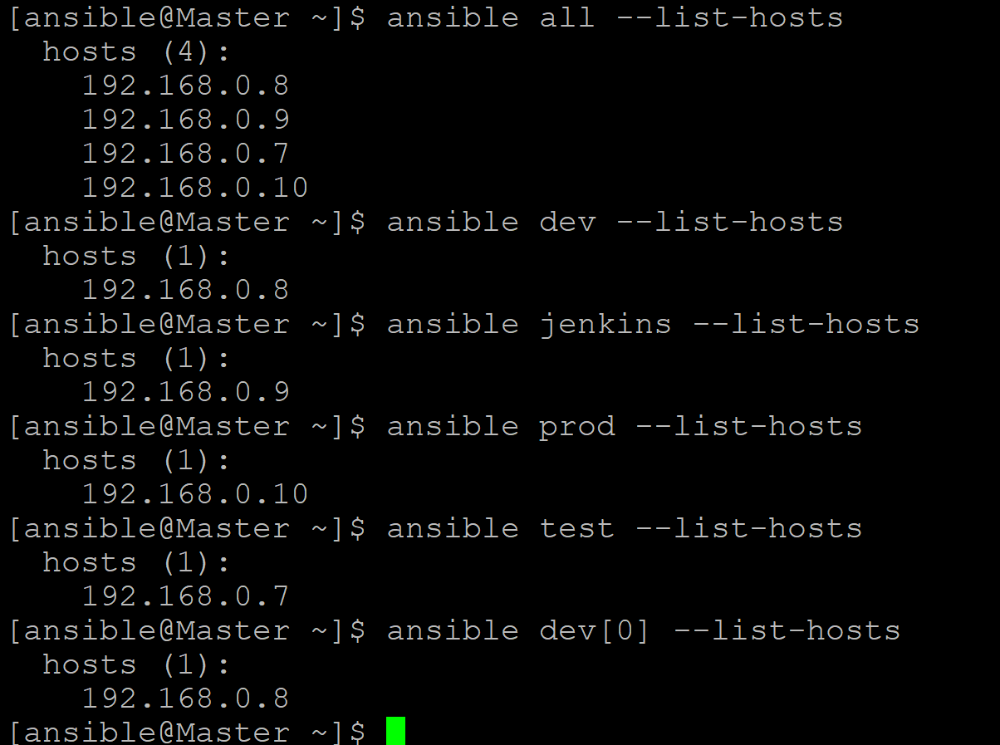 [ansible@Master ~]$ ansible all --list-hosts
  hosts (4):
    192.168.0.8
    192.168.0.9
    192.168.0.7
    192.168.0.10
[ansible@Master ~]$ ansible dev --list-hosts
  hosts (1):
    192.168.0.8
[ansible@Master ~]$ ansible jenkins --list-hosts
  hosts (1):
    192.168.0.9
[ansible@Master ~]$ ansible prod --list-hosts
  hosts (1):
    192.168.0.10
[ansible@Master ~]$ ansible test --list-hosts
  hosts (1):
    192.168.0.7
[ansible@Master ~]$ ansible dev[0] --list-hosts
  hosts (1):
    192.168.0.8
[ansible@Master ~]$